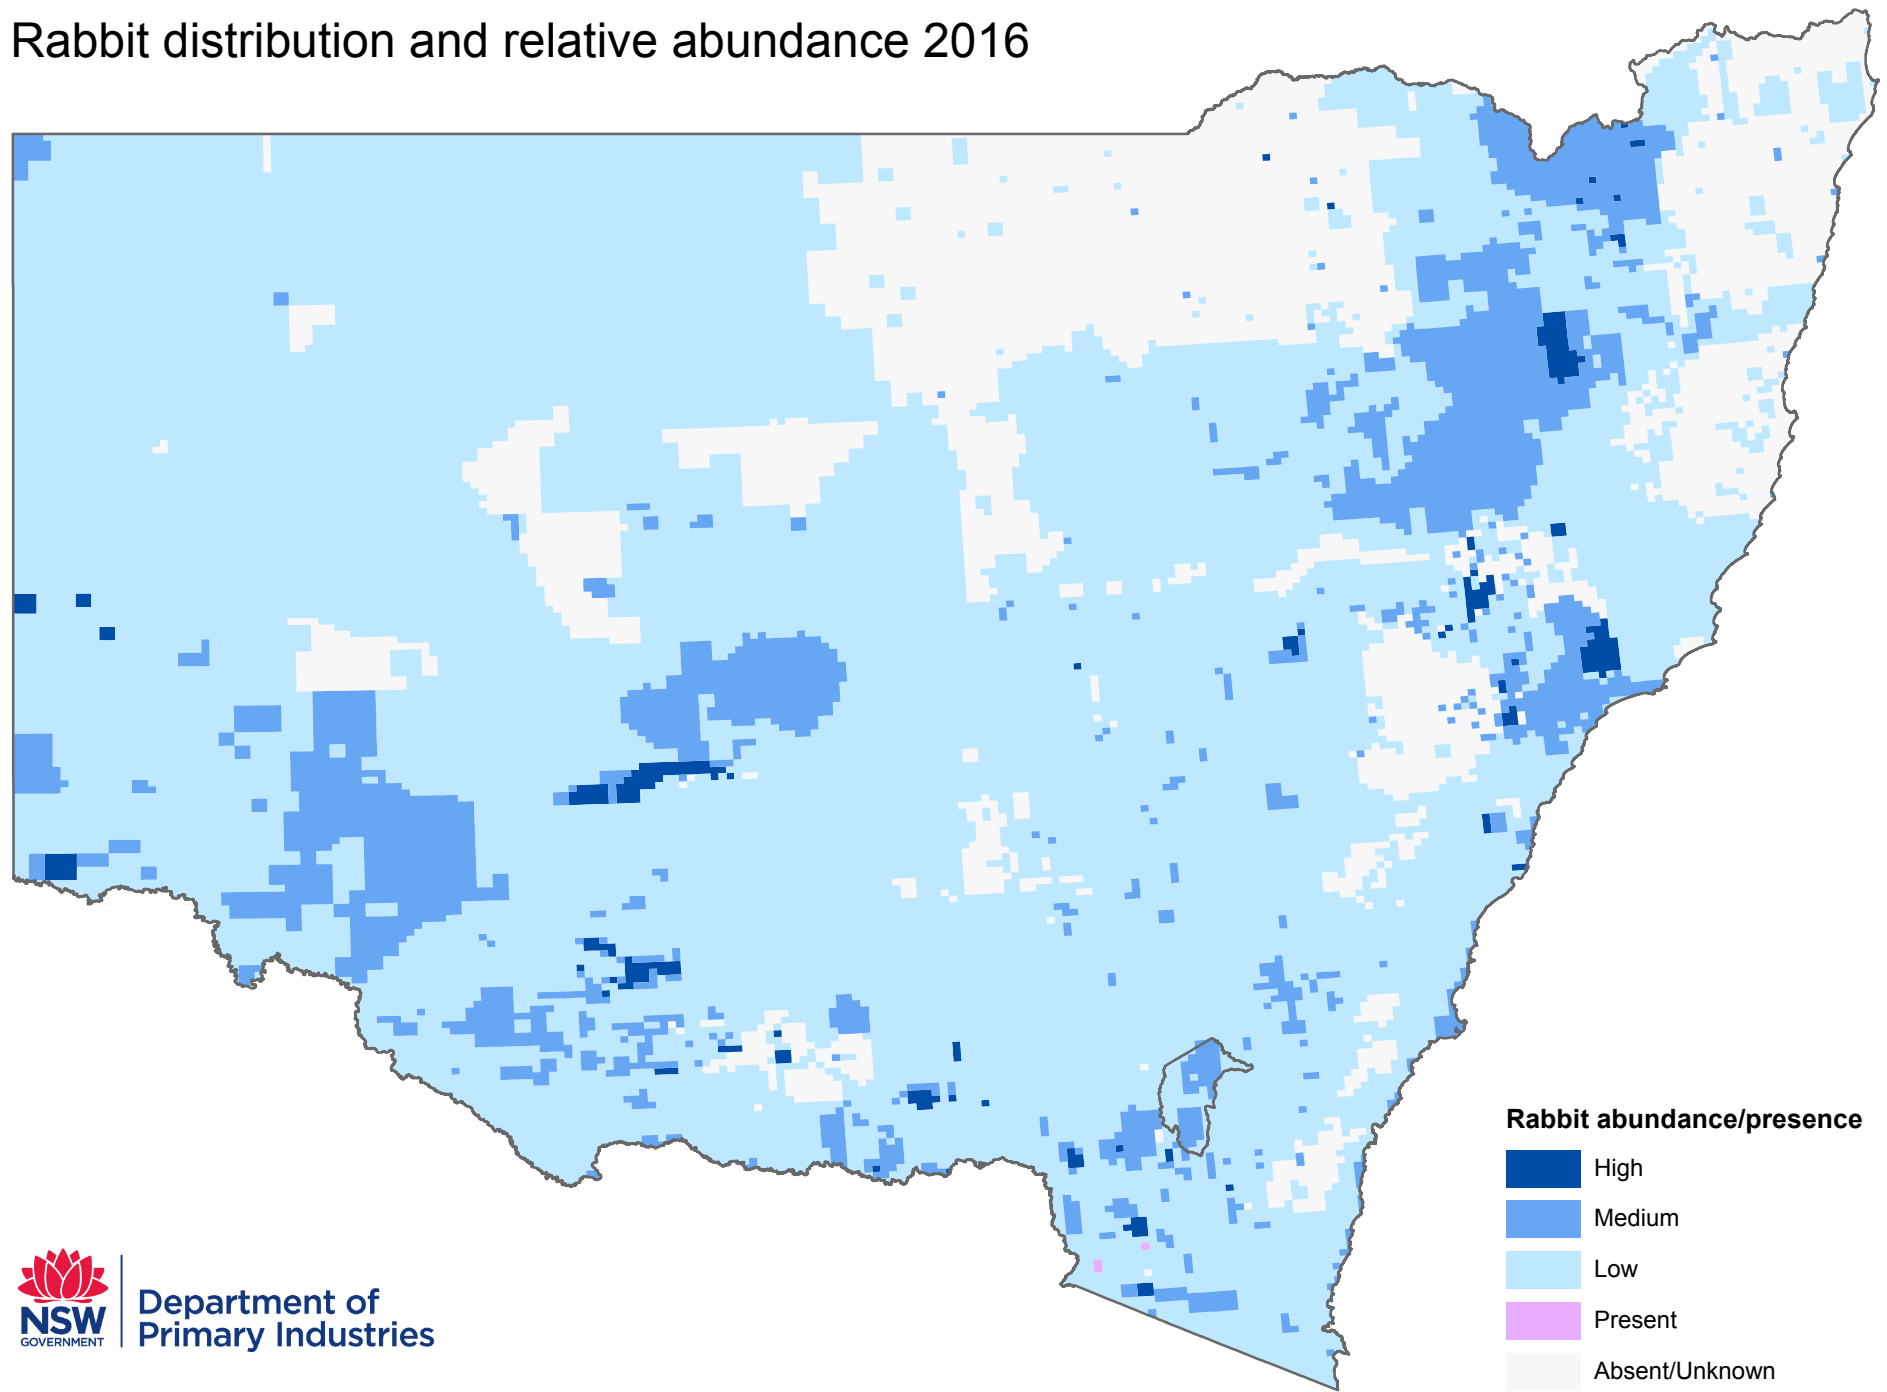 Rabbit distribution and relative abundance 2016
Rabbit abundance/presence
High
Medium
Low
Present
Absent/Unknown
NSW
GOVERNMENT
Department of
Primary Industries